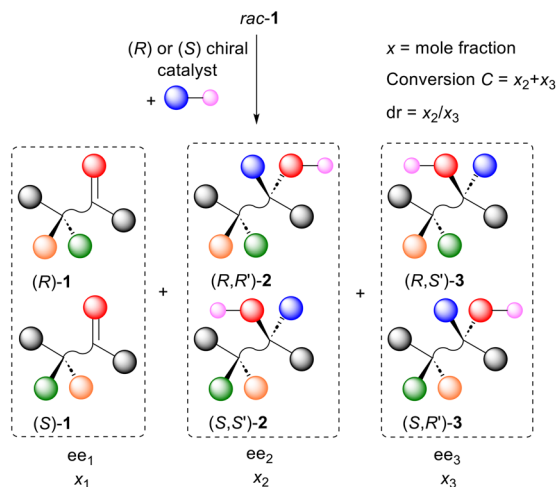 rac-1
(R) or (S) chiral
catalyst
+
x = mole fraction
Conversion C = x₂+x₃
dr = x₂/x₃
(R)-1
(R,R')-2
(R,S')-3
+
+
(S)-1
(S,S')-2
(S,R')-3
ee₁
ee₂
ee₃
x₁
x₂
x₃